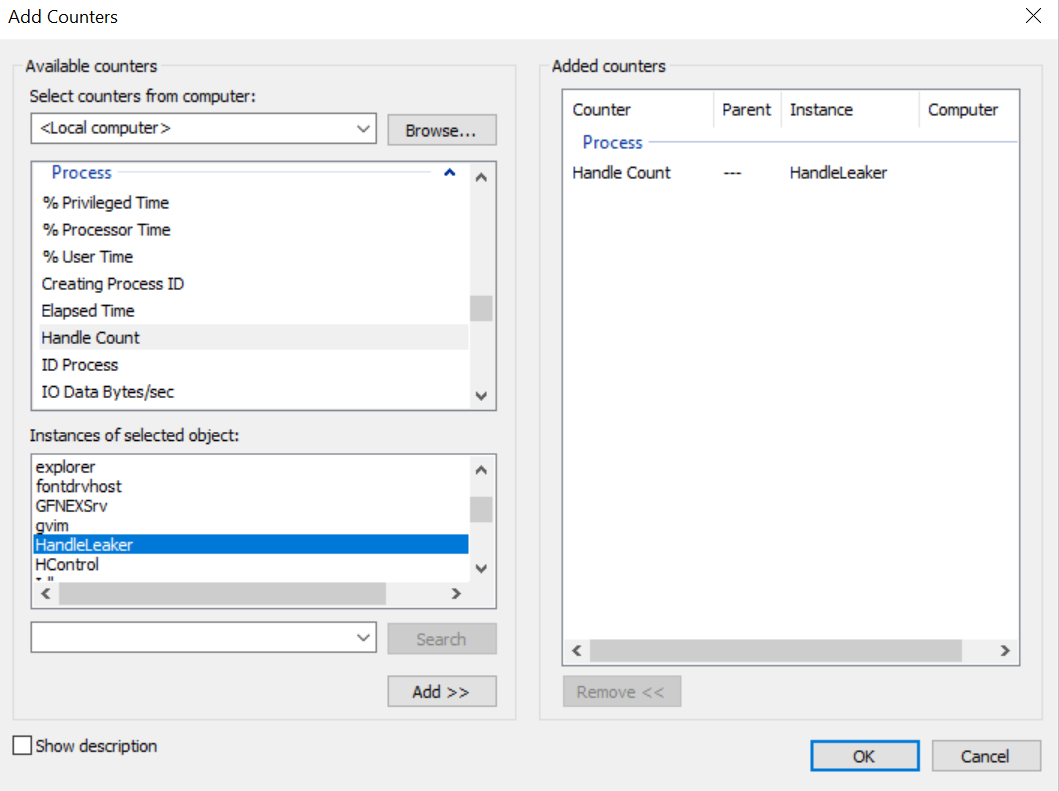 Add Counters
Available counters
Select counters from computer:
<Local computer>
Browse...
Process
% Privileged Time
% Processor Time
% User Time
Creating Process ID
Elapsed Time
Handle Count
ID Process
IO Data Bytes/sec
Instances of selected object:
explorer
fontdrvhost
GFNEXSrv
gvim
HandleLeaker
HControl
Search
Add >>
Show description
Added counters
Counter Parent Instance Computer
Process
Handle Count --- HandleLeaker
Remove <<
OK
Cancel